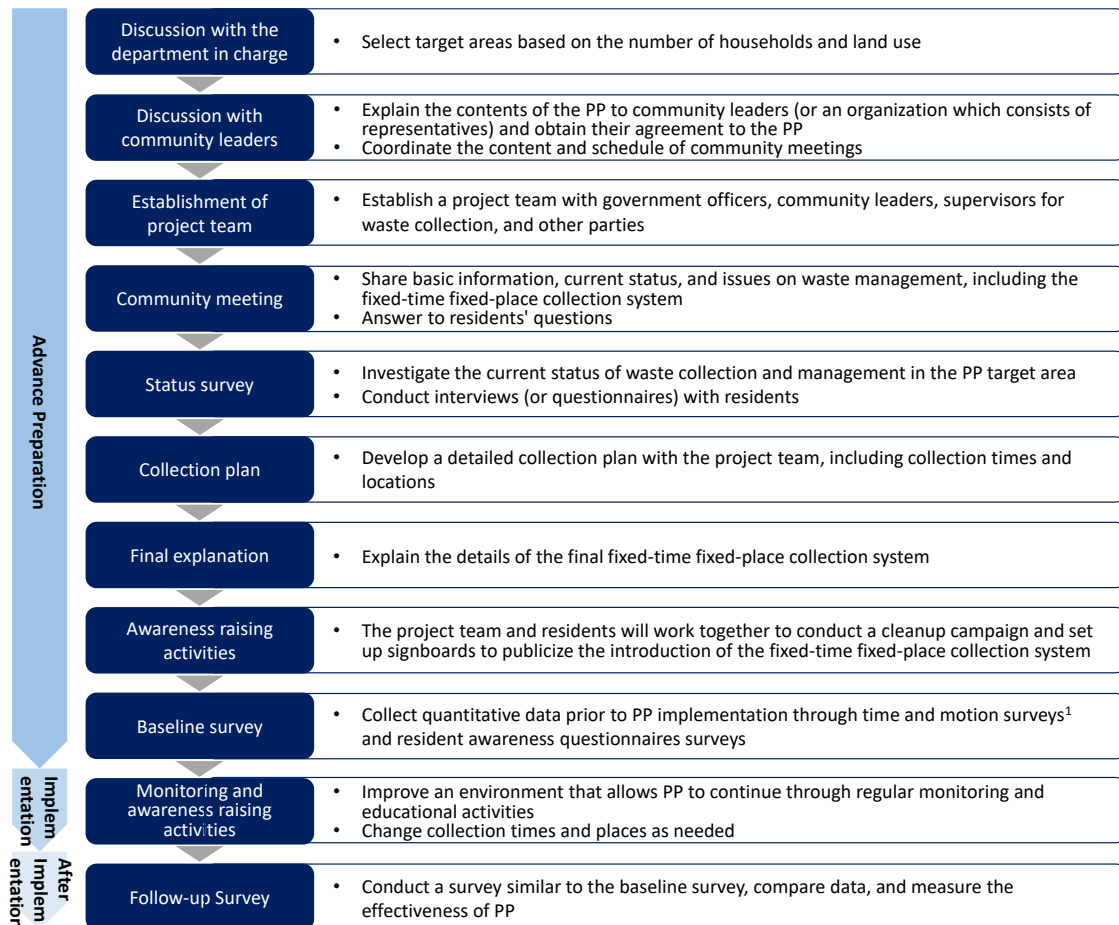 Discussion with the
department in charge
• Select target areas based on the number of households and land use
Discussion with
community leaders
• Explain the contents of the PP to community leaders (or an organization which consists of
representatives) and obtain their agreement to the PP
• Coordinate the content and schedule of community meetings
Establishment of
project team
• Establish a project team with government officers, community leaders, supervisors for
waste collection, and other parties
Community meeting
• Share basic information, current status, and issues on waste management, including the
fixed-time fixed-place collection system
• Answer to residents' questions
Status survey
• Investigate the current status of waste collection and management in the PP target area
• Conduct interviews (or questionnaires) with residents
Collection plan
• Develop a detailed collection plan with the project team, including collection times and
locations
Final explanation
• Explain the details of the final fixed-time fixed-place collection system
Awareness raising
activities
• The project team and residents will work together to conduct a cleanup campaign and set
up signboards to publicize the introduction of the fixed-time fixed-place collection system
Baseline survey
• Collect quantitative data prior to PP implementation through time and motion surveys¹
and resident awareness questionnaires surveys
Advance Preparation
Monitoring and
awareness raising
activities
• Improve an environment that allows PP to continue through regular monitoring and
educational activities
• Change collection times and places as needed
Implem
entation
Follow-up Survey
• Conduct a survey similar to the baseline survey, compare data, and measure the
effectiveness of PP
After
Implem
entation